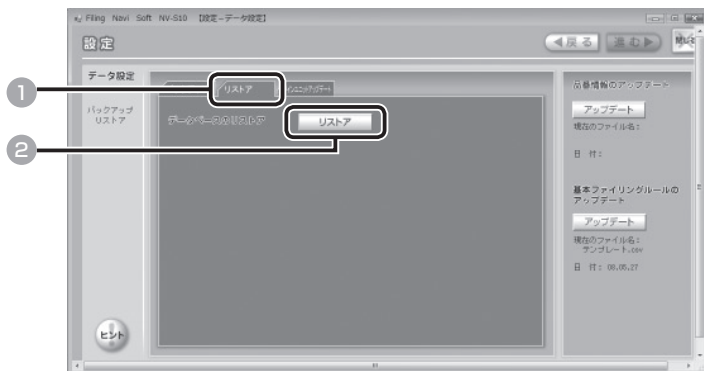 Filing Navi Soft NV-S10 【設定-データ設定】
設定
戻る
進む
データ設定
バックアップ
リストア
ヒント
1
2
リストア
データベースのリストア
リストア
品番情報のアップデート
アップデート
現在のファイル名:
日 付:
基本ファイリングルールの
アップデート
アップデート
現在のファイル名:
テンプレート.csv
日 付: 08.05.27